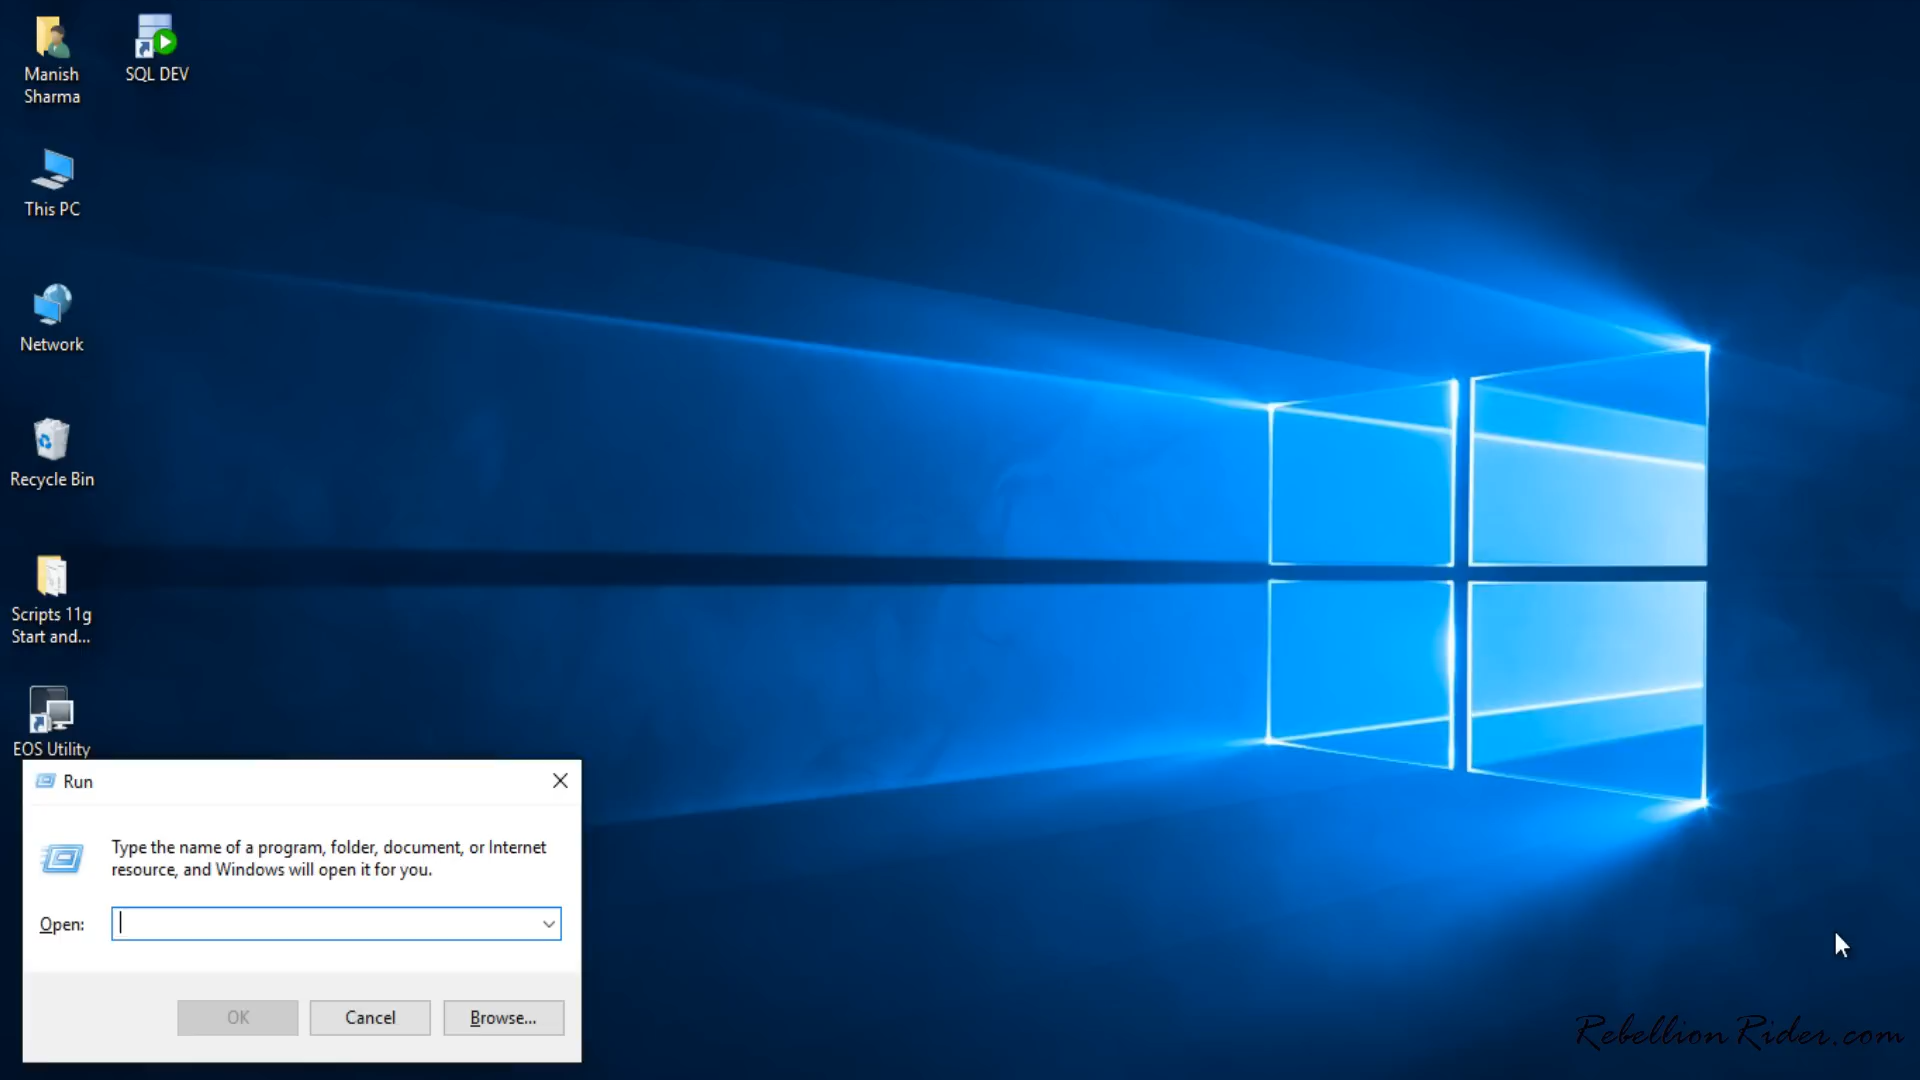 Manish
Sharma
SQL DEV
This PC
Network
Recycle Bin
Scripts 11g
Start and...
EOS Utility
Run
Type the name of a program, folder, document, or Internet
resource, and Windows will open it for you.
Open:
OK
Cancel
Browse...
Rebellion Rider.com